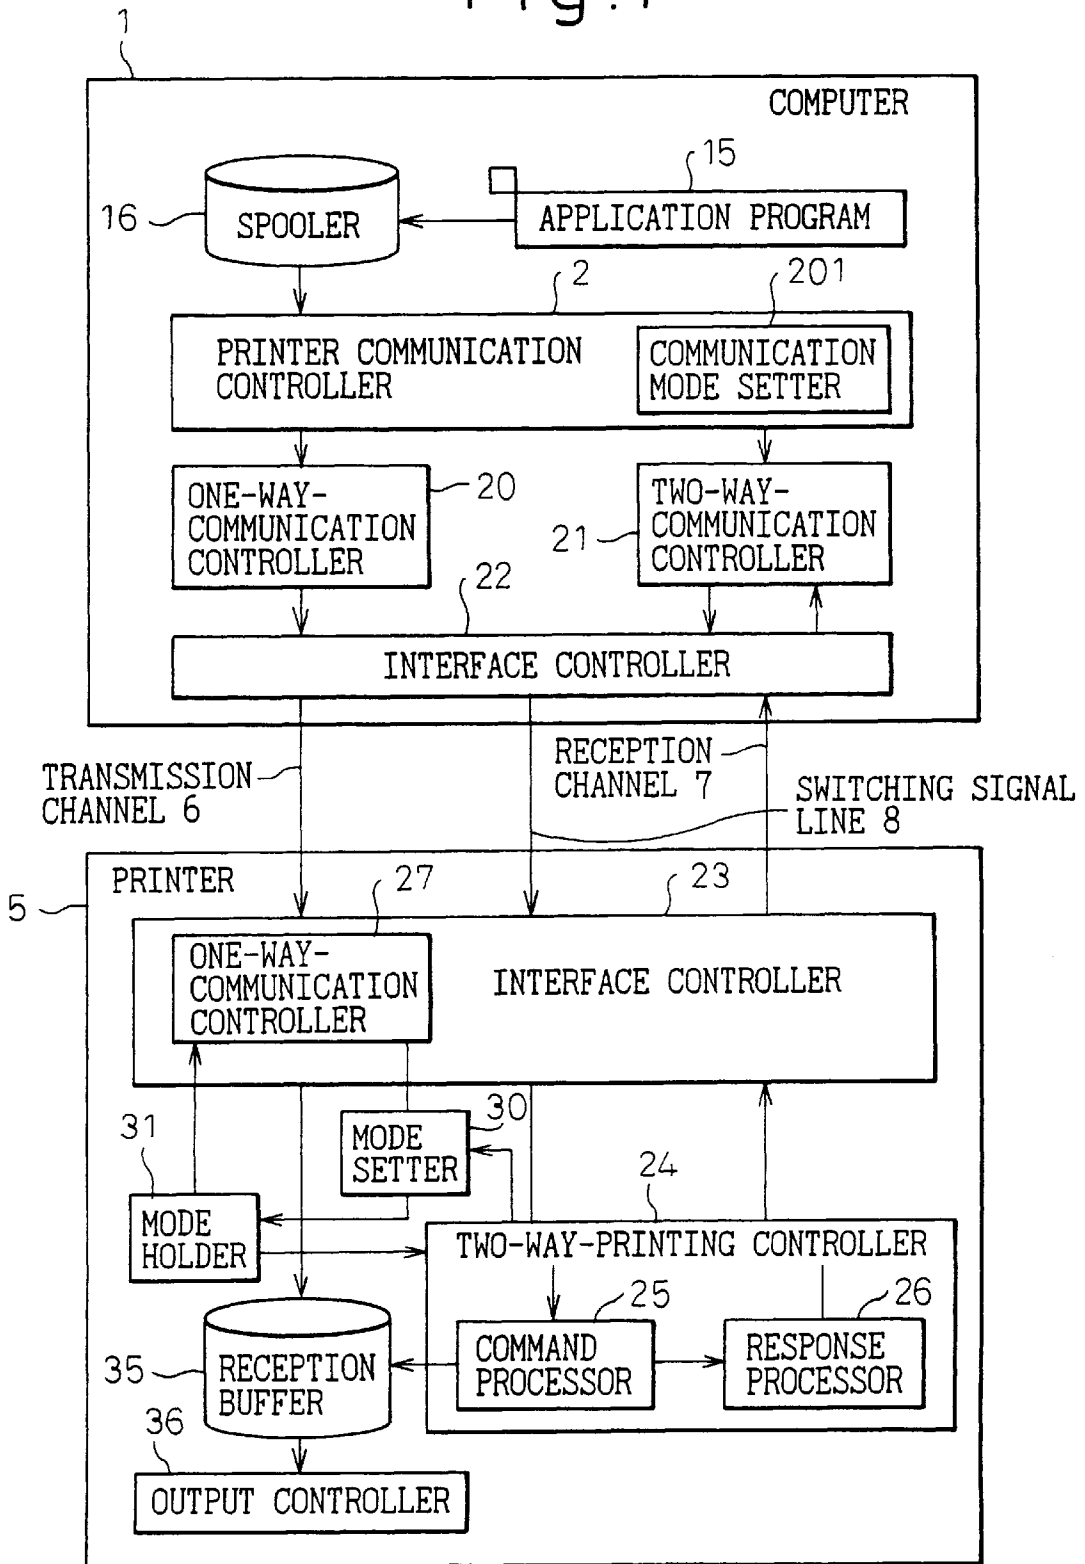 Fig.1
1
COMPUTER
15
16
SPOOLER
APPLICATION PROGRAM
2
201
PRINTER COMMUNICATION
CONTROLLER
COMMUNICATION
MODE SETTER
ONE-WAY-
COMMUNICATION
CONTROLLER
20
21
TWO-WAY-
COMMUNICATION
CONTROLLER
22
INTERFACE CONTROLLER
TRANSMISSION
CHANNEL 6
RECEPTION
CHANNEL 7
SWITCHING SIGNAL
LINE 8
5
PRINTER
27
23
ONE-WAY-
COMMUNICATION
CONTROLLER
INTERFACE CONTROLLER
31
MODE
HOLDER
30
MODE
SETTER
24
TWO-WAY-PRINTING CONTROLLER
25
26
35
RECEPTION
BUFFER
COMMAND
PROCESSOR
RESPONSE
PROCESSOR
36
OUTPUT CONTROLLER